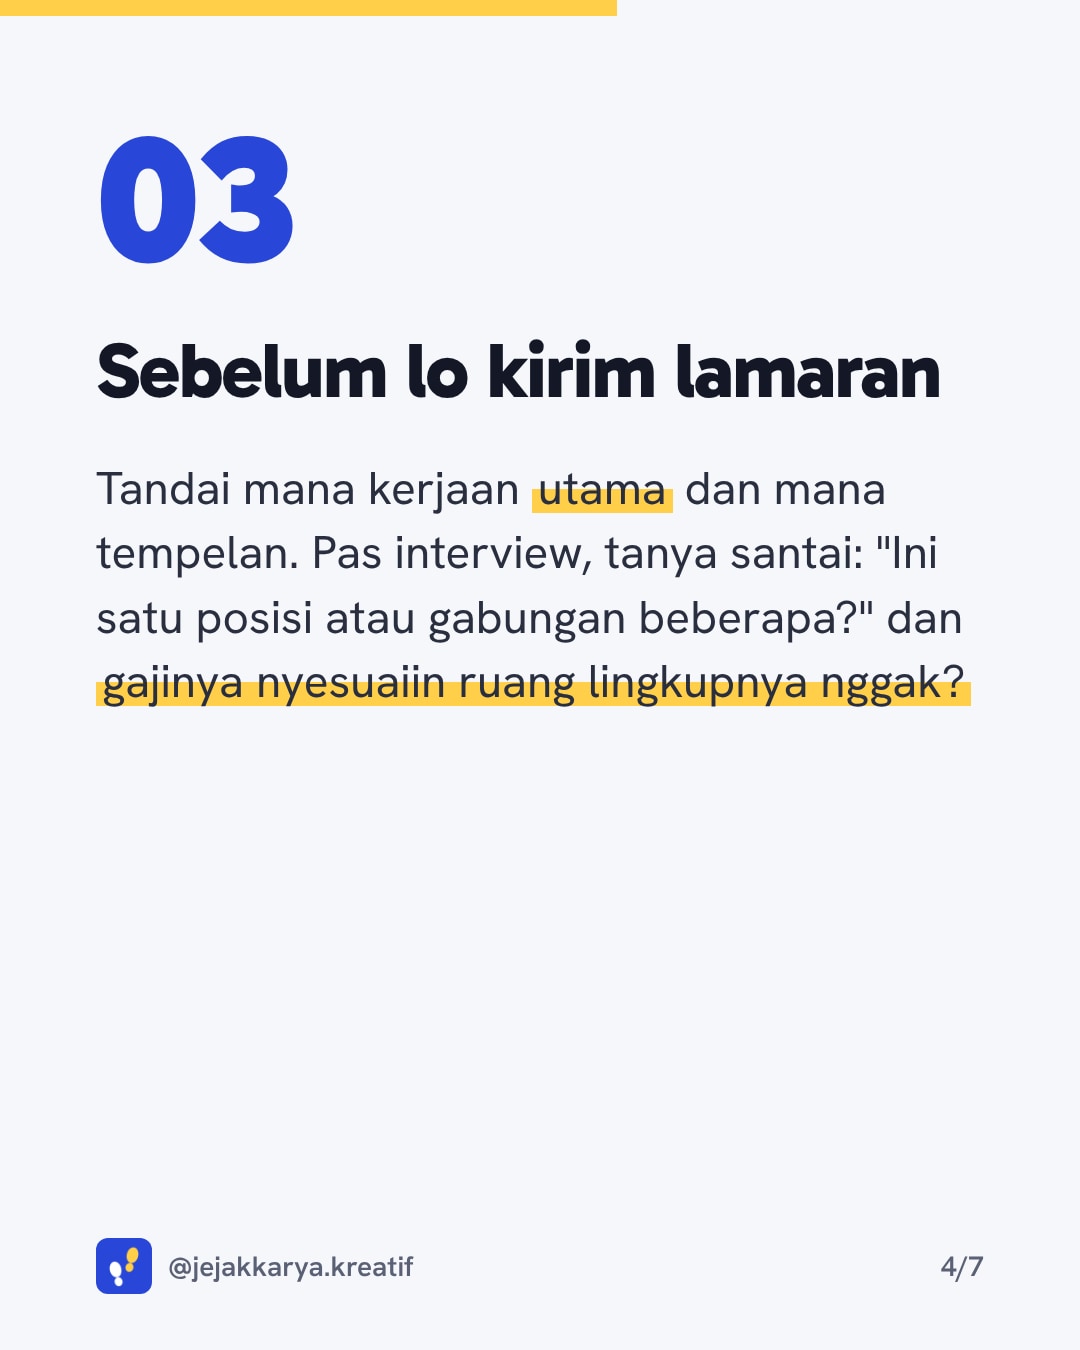 03
Sebelum lo kirim lamaran
Tandai mana kerjaan utama dan mana
tempelan. Pas interview, tanya santai: "Ini
satu posisi atau gabungan beberapa?" dan
gajinya nyesuaiin ruang lingkupnya nggak?
@jejakkarya.kreatif
4/7